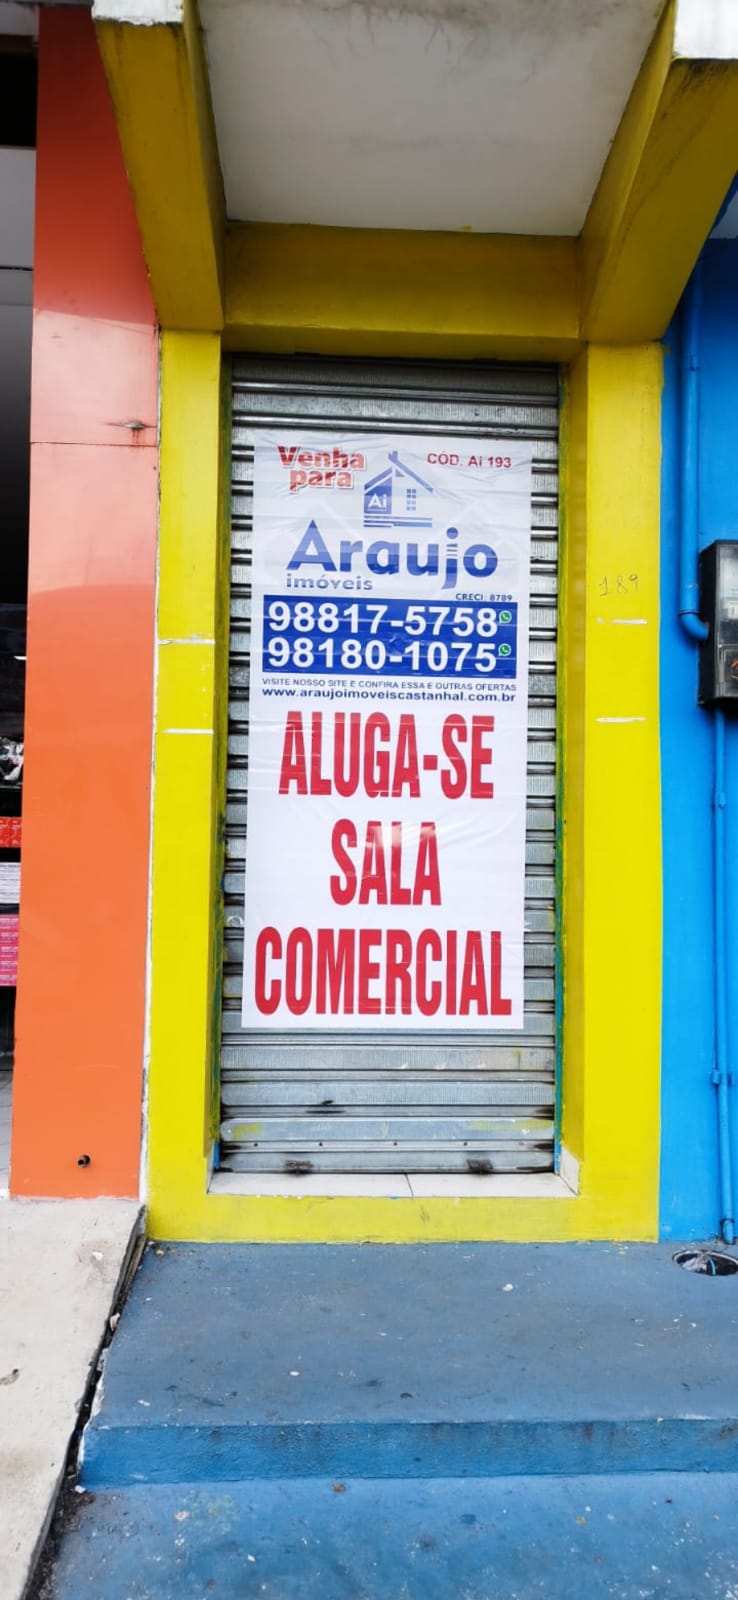 Venha
para
CÓD. Ai 193
Ai
Araujo
imóveis
CRECI: 8789
98817-5758
98180-1075
VISITE NOSSO SITE E CONFIRA ESSA E OUTRAS OFERTAS
www.araujoimoveiscastanhal.com.br
ALUGA-SE
SALA
COMERCIAL
189